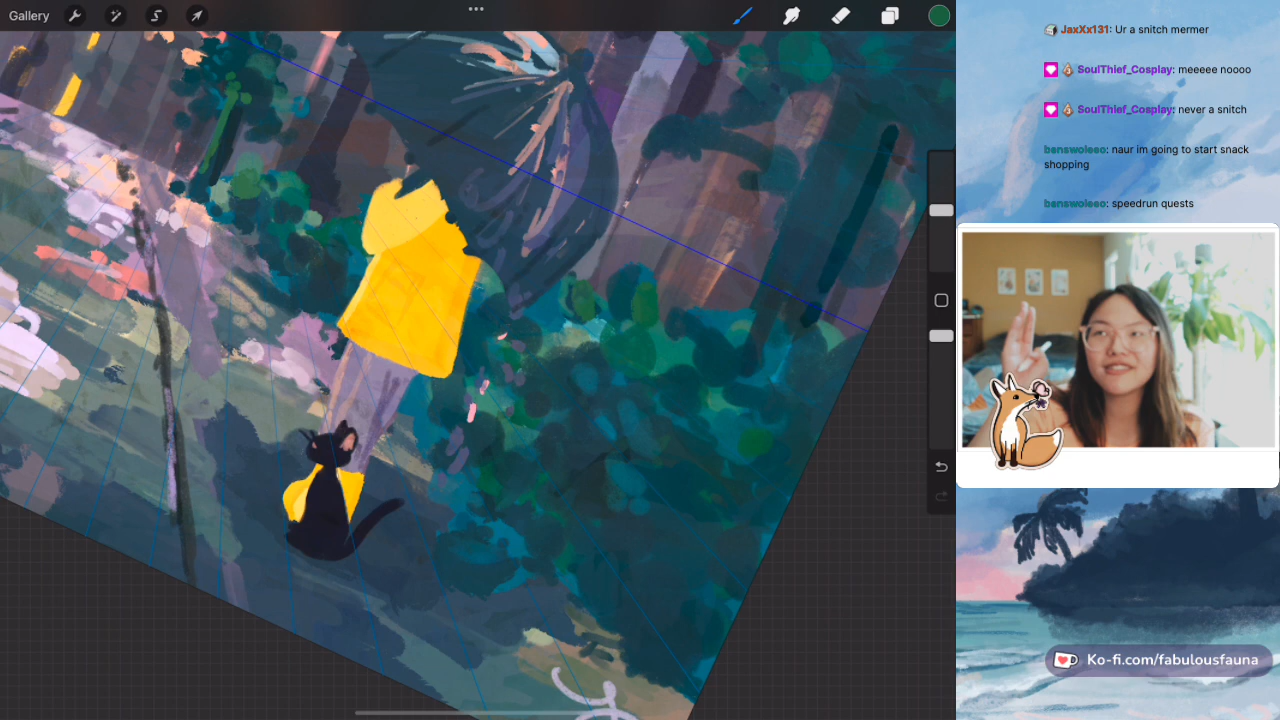 Gallery
JaxXx131: Ur a snitch mermer
SoulThief_Cosplay: meeeee noooo
SoulThief_Cosplay: never a snitch
benswoleeo: naur im going to start snack
shopping
benswoleeo: speedrun quests
Ko-fi.com/fabulousfauna